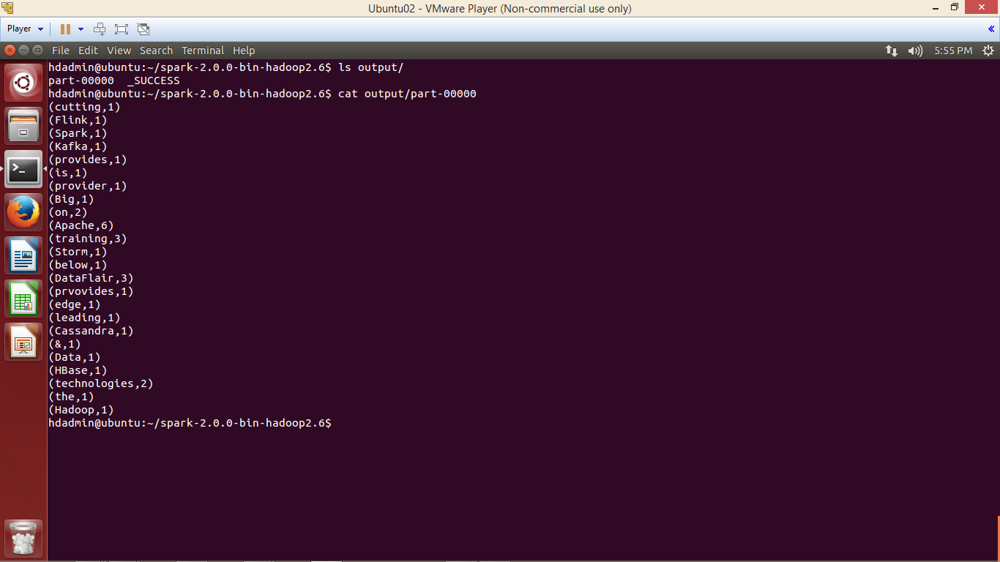 Ubuntu02 - VMware Player (Non-commercial use only)
Player
File Edit View Search Terminal Help
5:55 PM
hdadmin@ubuntu:~/spark-2.0.0-bin-hadoop2.6$ ls output/
part-00000  _SUCCESS
hdadmin@ubuntu:~/spark-2.0.0-bin-hadoop2.6$ cat output/part-00000
(cutting,1)
(Flink,1)
(Spark,1)
(Kafka,1)
(provides,1)
(is,1)
(provider,1)
(Big,1)
(on,2)
(Apache,6)
(training,3)
(Storm,1)
(below,1)
(DataFlair,3)
(prvovides,1)
(edge,1)
(leading,1)
(Cassandra,1)
(&,1)
(Data,1)
(HBase,1)
(technologies,2)
(the,1)
(Hadoop,1)
hdadmin@ubuntu:~/spark-2.0.0-bin-hadoop2.6$